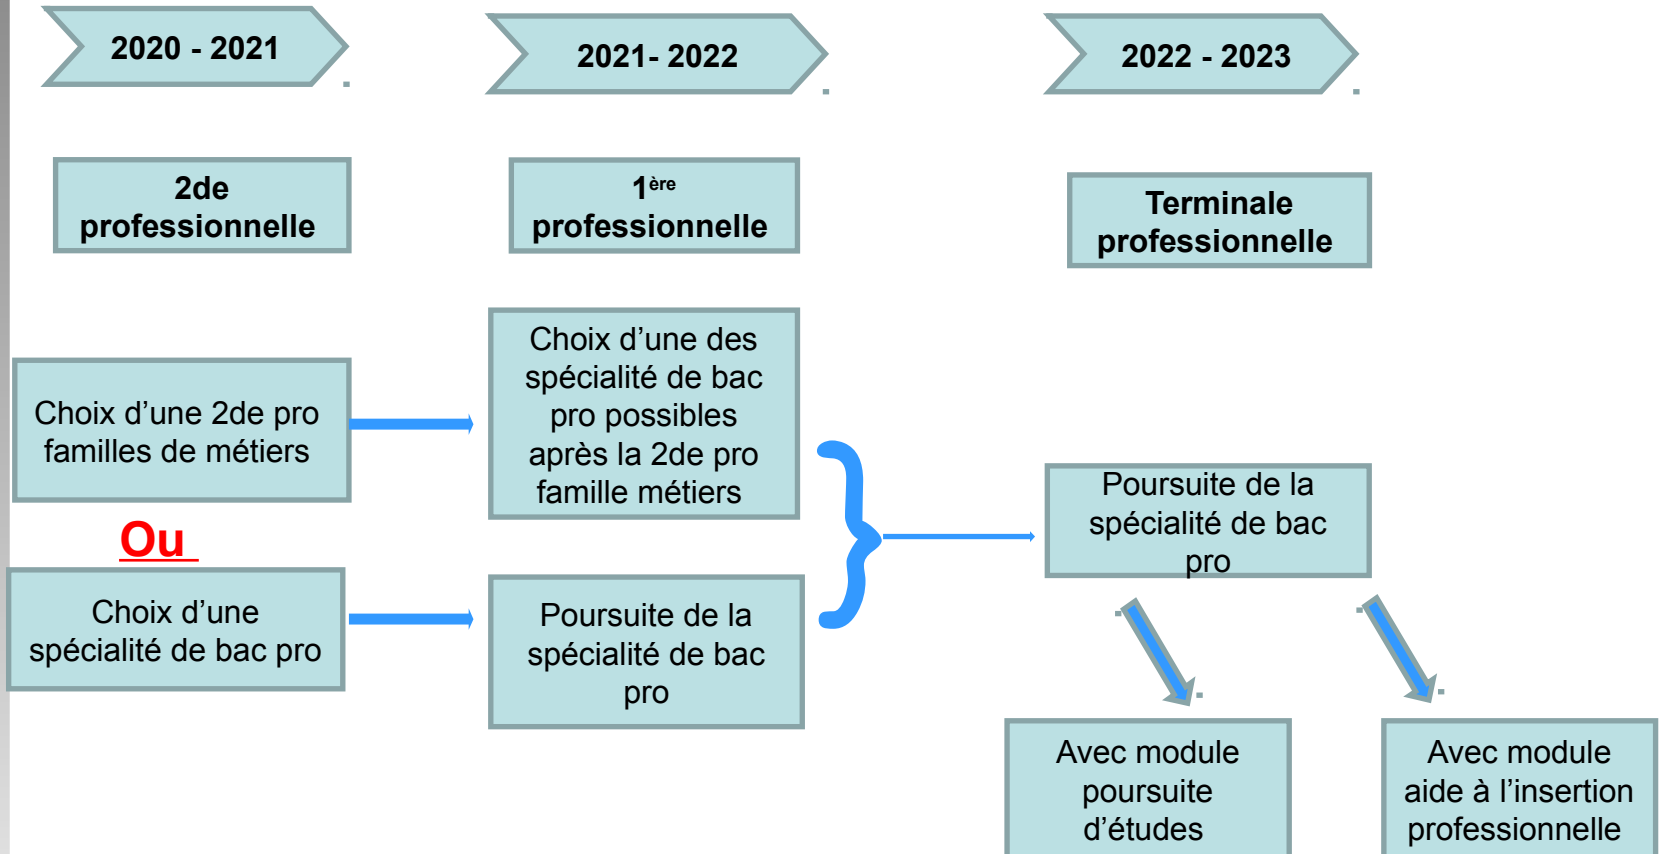 2020 - 2021
2021- 2022
2022 - 2023
2de
professionnelle
1ère
professionnelle
Terminale
professionnelle
Choix d’une 2de pro
familles de métiers
Choix d’une des
spécialité de bac
pro possibles
après la 2de pro
famille métiers
Ou
Choix d’une
spécialité de bac pro
Poursuite de la
spécialité de bac
pro
Poursuite de la
spécialité de bac
pro
Avec module
poursuite
d’études
Avec module
aide à l’insertion
professionnelle